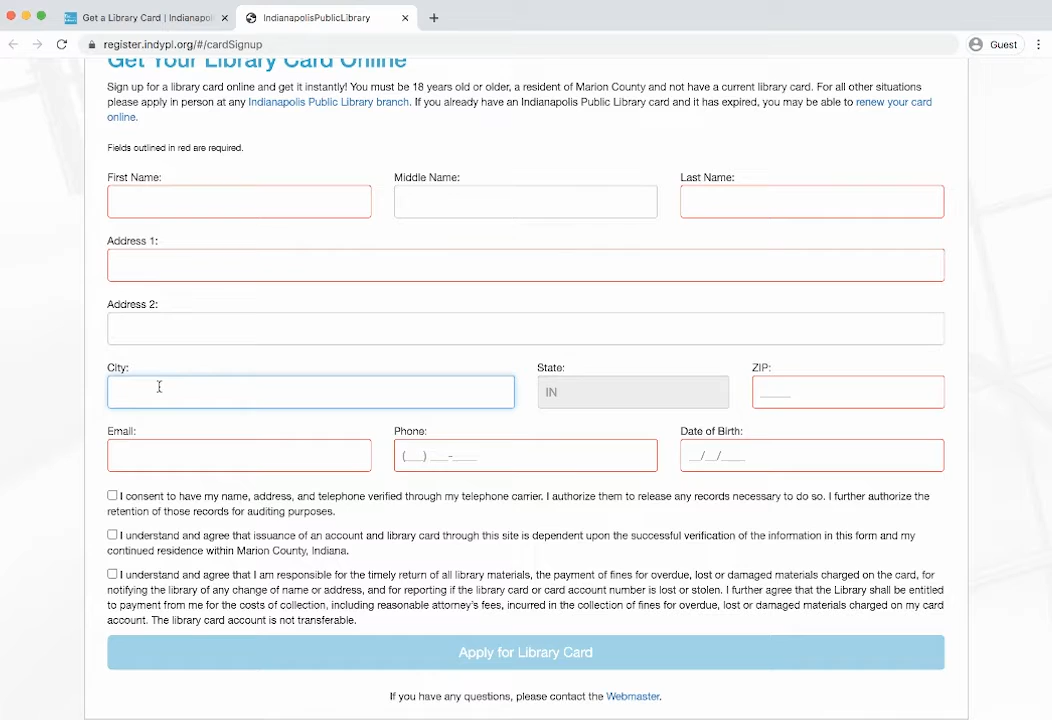 Get a Library Card | Indianapol
IndianapolisPublicLibrary
register.indypl.org/#/cardSignup
Guest
Get Your Library Card Online
Sign up for a library card online and get it instantly! You must be 18 years old or older, a resident of Marion County and not have a current library card. For all other situations
please apply in person at any Indianapolis Public Library branch. If you already have an Indianapolis Public Library card and it has expired, you may be able to renew your card
online.
Fields outlined in red are required.
First Name:
Middle Name:
Last Name:
Address 1:
Address 2:
City:
State:
ZIP:
IN
_____
Email:
Phone:
Date of Birth:
(___) ___-____
__/__/____
I consent to have my name, address, and telephone verified through my telephone carrier. I authorize them to release any records necessary to do so. I further authorize the
retention of those records for auditing purposes.
I understand and agree that issuance of an account and library card through this site is dependent upon the successful verification of the information in this form and my
continued residence within Marion County, Indiana.
I understand and agree that I am responsible for the timely return of all library materials, the payment of fines for overdue, lost or damaged materials charged on the card, for
notifying the library of any change of name or address, and for reporting if the library card or card account number is lost or stolen. I further agree that the Library shall be entitled
to payment from me for the costs of collection, including reasonable attorney's fees, incurred in the collection of fines for overdue, lost or damaged materials charged on my card
account. The library card account is not transferable.
Apply for Library Card
If you have any questions, please contact the Webmaster.